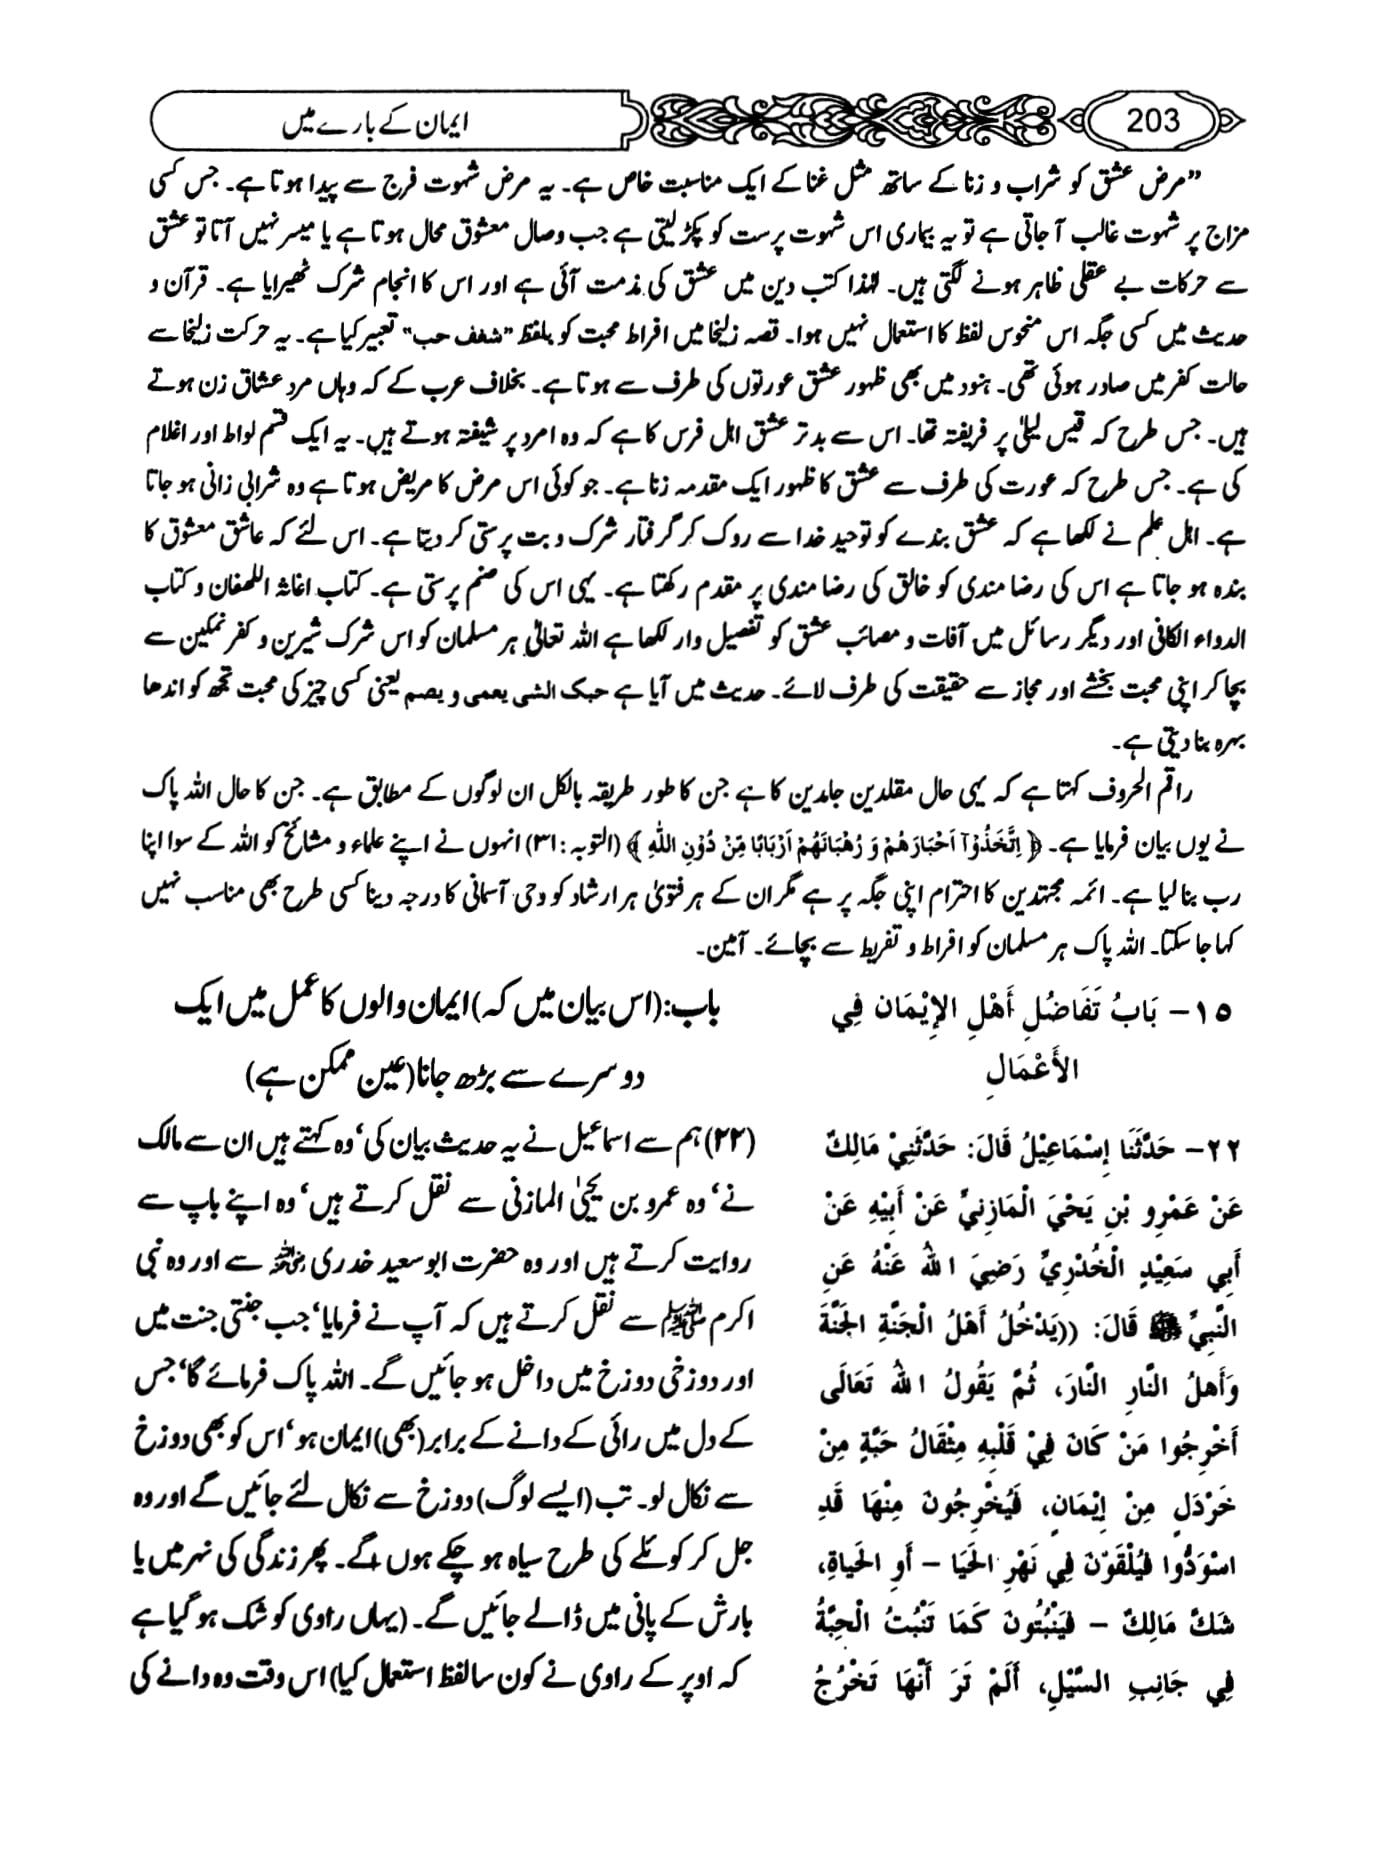 ایمان کے بارے میں
203
”مرض عشق کو شراب و زنا کے ساتھ مثل غنا کے ایک مناسبت خاص ہے۔ یہ مرض شہوت فرج سے پیدا ہوتا ہے۔ جس کسی
مزاج پر شہوت غالب آ جاتی ہے تو یہ بیماری اس شہوت پرست کو پکڑ لیتی ہے جب وصال معشوق محال ہوتا ہے یا میسر نہیں آتا تو عشق
سے حرکات بے عقلی ظاہر ہونے لگتی ہیں۔ لہٰذا کتب دین میں عشق کی مذمت آئی ہے اور اس کا انجام شرک ٹھیرایا ہے۔ قرآن و
حدیث میں کسی جگہ اس منحوس لفظ کا استعمال نہیں ہوا۔ قصہ زلیخا میں افراط محبت کو بلفظ ”شغف حب“ تعبیر کیا ہے۔ یہ حرکت زلیخا سے
حالت کفر میں صادر ہوئی تھی۔ ہنود میں بھی ظہور عشق عورتوں کی طرف سے ہوتا ہے۔ بخلاف عرب کے کہ وہاں مرد عشاق زن ہوتے
ہیں۔ جس طرح کہ قیس لیلیٰ پر فریفتہ تھا۔ اس سے بدتر عشق اہل فرس کا ہے کہ وہ امرد پر شیفتہ ہوتے ہیں۔ یہ ایک قسم لواط اور اغلام
کی ہے۔ جس طرح کہ عورت کی طرف سے عشق کا ظہور ایک مقدمہ زنا ہے۔ جو کوئی اس مرض کا مریض ہوتا ہے وہ شرابی زانی ہو جاتا
ہے۔ اہل علم نے لکھا ہے کہ عشق بندے کو توحید خدا سے روک کر گرفتار شرک و بت پرستی کر دیتا ہے۔ اس لئے کہ عاشق معشوق کا
بندہ ہو جاتا ہے اس کی رضا مندی کو خالق کی رضا مندی پر مقدم رکھتا ہے۔ یہی اس کی صنم پرستی ہے۔ کتاب اغاثۃ اللھفان و کتاب
الدواء الکافی اور دیگر رسائل میں آفات و مصائب عشق کو تفصیل وار لکھا ہے اللہ تعالیٰ ہر مسلمان کو اس شرک شیریں و کفر نمکین سے
بچا کر اپنی محبت بخشے اور مجاز سے حقیقت کی طرف لائے۔ حدیث میں آیا ہے حبک الشی یعمی و یصم یعنی کسی چیز کی محبت تجھ کو اندھا
بہرہ بنا دیتی ہے۔
راقم الحروف کہتا ہے کہ یہی حال مقلدین جامدین کا ہے جن کا طور طریقہ بالکل ان لوگوں کے مطابق ہے۔ جن کا حال اللہ پاک
نے یوں بیان فرمایا ہے۔ ﴿ اِتَّخَذُوْآ اَحْبَارَهُمْ وَ رُهْبَانَهُمْ اَرْبَابًا مِّنْ دُوْنِ اللّٰهِ ﴾ (التوبہ : ٣١) انہوں نے اپنے علماء و مشائخ کو اللہ کے سوا اپنا
رب بنا لیا ہے۔ ائمہ مجتہدین کا احترام اپنی جگہ پر ہے مگر ان کے ہر فتویٰ ہر ارشاد کو وحی آسمانی کا درجہ دینا کسی طرح بھی مناسب نہیں
کہا جا سکتا۔ اللہ پاک ہر مسلمان کو افراط و تفریط سے بچائے۔ آمین۔
١٥- بَابُ تَفَاضُلِ أَهْلِ الإِيْمَانِ فِي
الأَعْمَالِ
باب: (اس بیان میں کہ) ایمان والوں کا عمل میں ایک
دوسرے سے بڑھ جانا (عین ممکن ہے)
٢٢- حَدَّثَنَا إِسْمَاعِيْلُ قَالَ: حَدَّثَنِيْ مَالِكٌ
عَنْ عَمْرِو بْنِ يَحْيَى الْمَازِنِيِّ عَنْ أَبِيْهِ عَنْ
أَبِي سَعِيْدٍ الْخُدْرِيِّ رَضِيَ اللهُ عَنْهُ عَنِ
النَّبِيِّ ﷺ قَالَ: ((يَدْخُلُ أَهْلُ الْجَنَّةِ الجَنَّةَ
وَأَهلُ النَّارِ النَّارَ، ثُمَّ يَقُولُ اللهُ تَعَالَى
أَخْرِجُوا مَنْ كَانَ فِيْ قَلْبِهِ مِثْقَالُ حَبَّةٍ مِنْ
خَرْدَلٍ مِنْ إِيْمَانٍ، فَيُخْرَجُونَ مِنْهَا قَدِ
اسْوَدُّوا فَيُلْقَوْنَ فِي نَهْرِ الحَيَا – أَوِ الحَيَاةِ،
شَكَّ مَالِكٌ – فَيَنْبُتُونَ كَمَا تَنْبُتُ الْحِبَّةُ
فِي جَانِبِ السَّيْلِ، أَلَمْ تَرَ أَنَّهَا تَخْرُجُ
(٢٢) ہم سے اسماعیل نے یہ حدیث بیان کی، وہ کہتے ہیں ان سے مالک
نے، وہ عمرو بن یحییٰ المازنی سے نقل کرتے ہیں، وہ اپنے باپ سے
روایت کرتے ہیں اور وہ حضرت ابوسعید خدری رضی اللہ عنہ سے اور وہ نبی
اکرم صلی اللہ علیہ وسلم سے نقل کرتے ہیں کہ آپ نے فرمایا، جب جنتی جنت میں
اور دوزخی دوزخ میں داخل ہو جائیں گے۔ اللہ پاک فرمائے گا، جس
کے دل میں رائی کے دانے کے برابر (بھی) ایمان ہو، اس کو بھی دوزخ
سے نکال لو۔ تب (ایسے لوگ) دوزخ سے نکال لئے جائیں گے اور وہ
جل کر کوئلے کی طرح سیاہ ہو چکے ہوں گے۔ پھر زندگی کی نہر میں یا
بارش کے پانی میں ڈالے جائیں گے۔ (یہاں راوی کو شک ہو گیا ہے
کہ اوپر کے راوی نے کون سا لفظ استعمال کیا) اس وقت وہ دانے کی